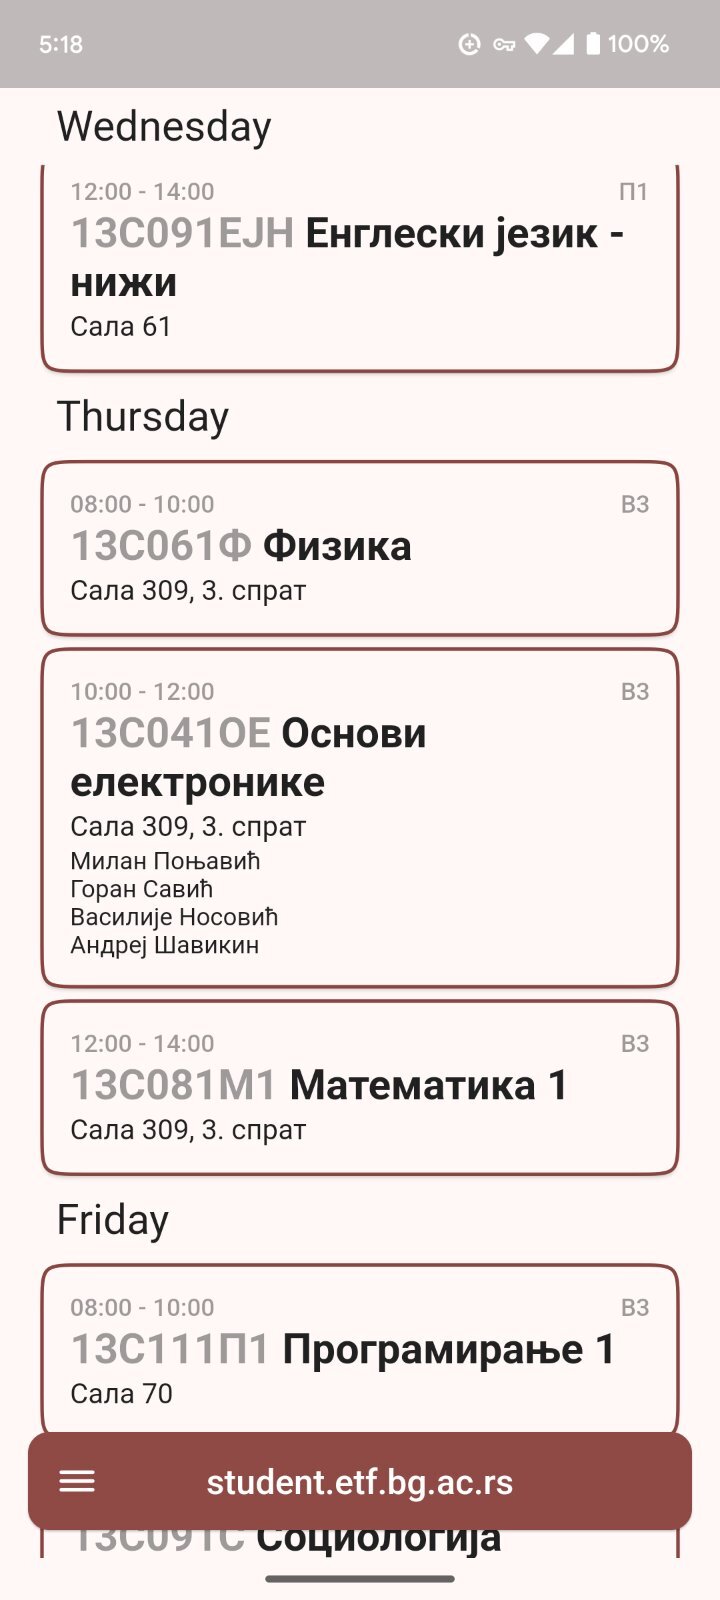 5:18
100%
Wednesday
12:00 - 14:00 П1
13С091ЕЈН Енглески језик -
нижи
Сала 61
Thursday
08:00 - 10:00 В3
13С061Ф Физика
Сала 309, 3. спрат
10:00 - 12:00 В3
13С041ОЕ Основи
електронике
Сала 309, 3. спрат
Милан Поњавић
Горан Савић
Василије Носовић
Андреј Шавикин
12:00 - 14:00 В3
13С081М1 Математика 1
Сала 309, 3. спрат
Friday
08:00 - 10:00 В3
13С111П1 Програмирање 1
Сала 70
student.etf.bg.ac.rs
13С091С Социологија